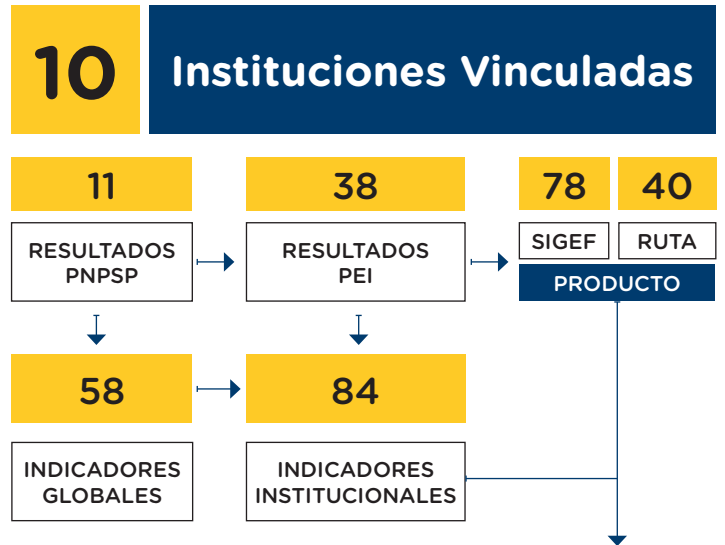 10
Instituciones Vinculadas
11
RESULTADOS
PNPSP
38
RESULTADOS
PEI
78
40
SIGEF
RUTA
PRODUCTO
58
INDICADORES
GLOBALES
84
INDICADORES
INSTITUCIONALES